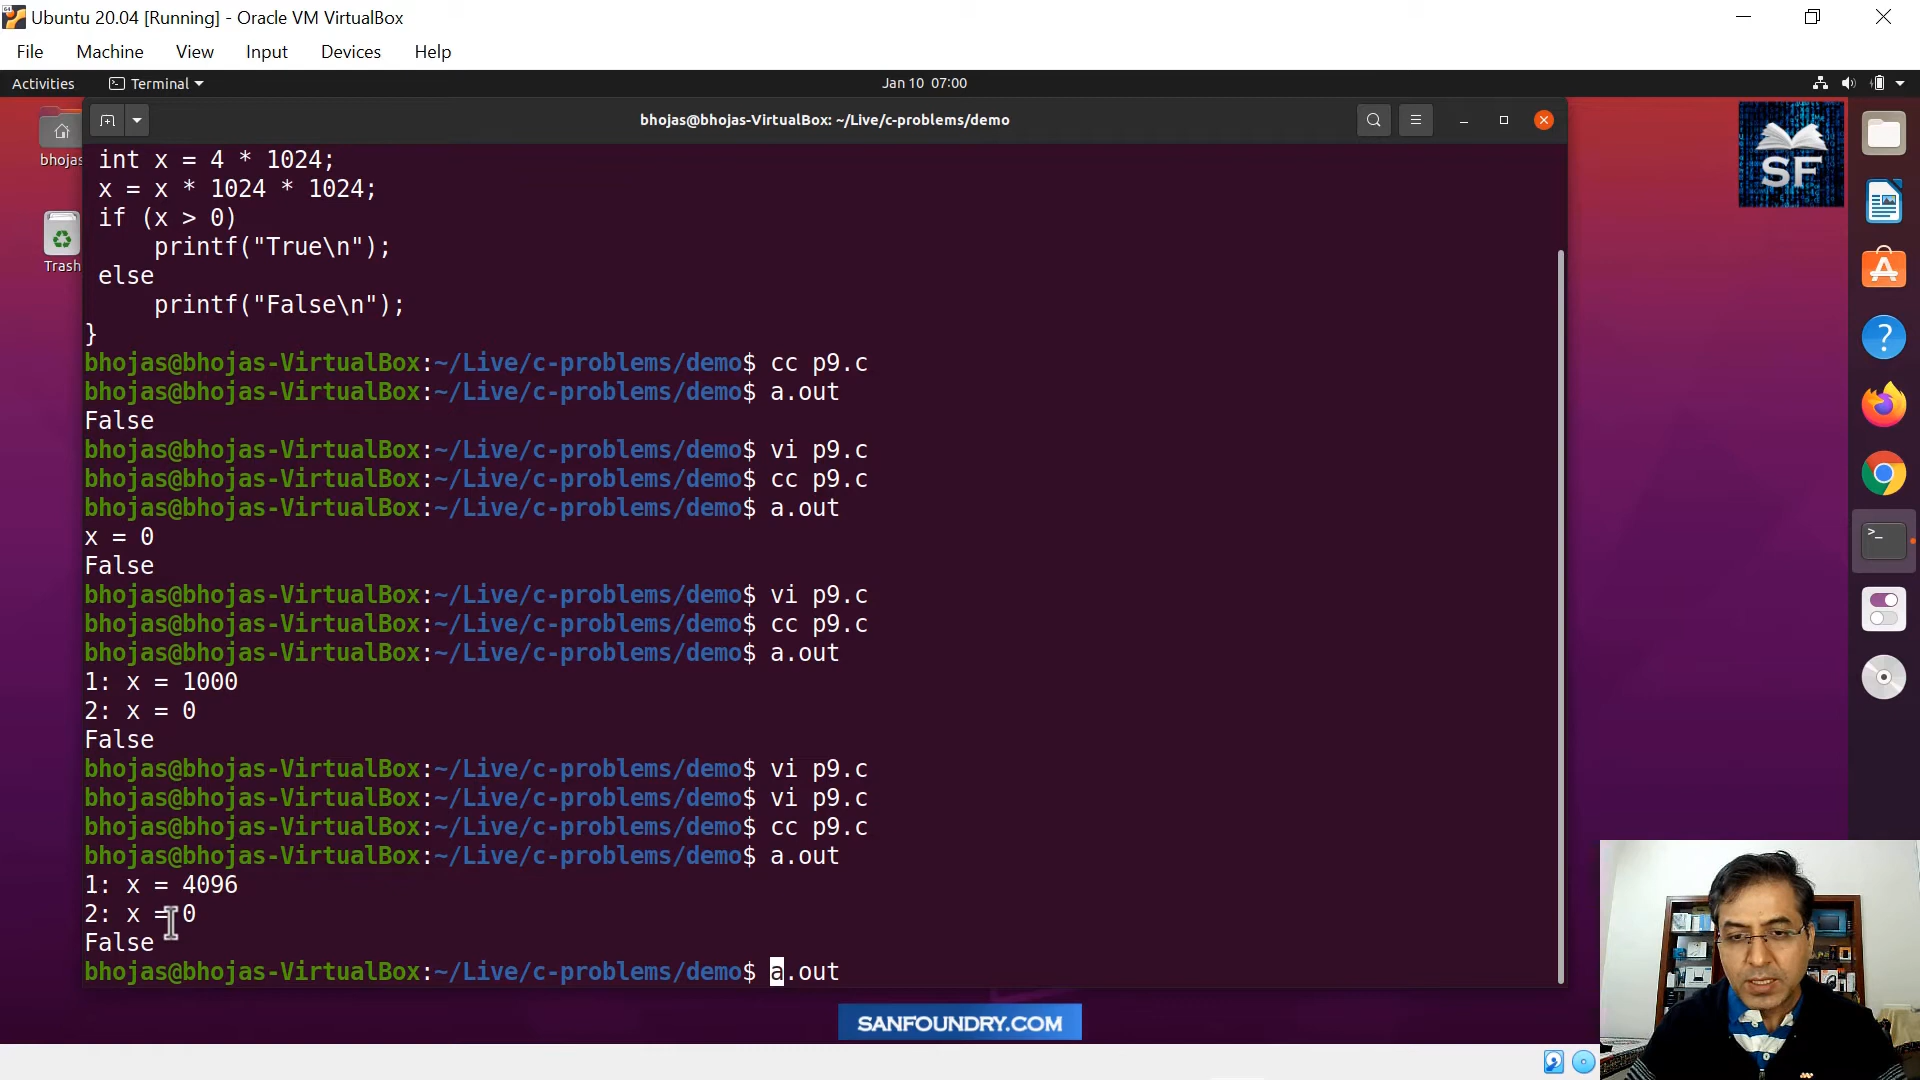 Ubuntu 20.04 [Running] - Oracle VM VirtualBox
File Machine View Input Devices Help
Activities Terminal Jan 10 07:00
bhojas@bhojas-VirtualBox: ~/Live/c-problems/demo
bhojas
Trash
SF
int x = 4 * 1024;
x = x * 1024 * 1024;
if (x > 0)
printf("True\n");
else
printf("False\n");
}
bhojas@bhojas-VirtualBox:~/Live/c-problems/demo$ cc p9.c
bhojas@bhojas-VirtualBox:~/Live/c-problems/demo$ a.out
False
bhojas@bhojas-VirtualBox:~/Live/c-problems/demo$ vi p9.c
bhojas@bhojas-VirtualBox:~/Live/c-problems/demo$ cc p9.c
bhojas@bhojas-VirtualBox:~/Live/c-problems/demo$ a.out
x = 0
False
bhojas@bhojas-VirtualBox:~/Live/c-problems/demo$ vi p9.c
bhojas@bhojas-VirtualBox:~/Live/c-problems/demo$ cc p9.c
bhojas@bhojas-VirtualBox:~/Live/c-problems/demo$ a.out
1: x = 1000
2: x = 0
False
bhojas@bhojas-VirtualBox:~/Live/c-problems/demo$ vi p9.c
bhojas@bhojas-VirtualBox:~/Live/c-problems/demo$ vi p9.c
bhojas@bhojas-VirtualBox:~/Live/c-problems/demo$ cc p9.c
bhojas@bhojas-VirtualBox:~/Live/c-problems/demo$ a.out
1: x = 4096
2: x = 0
False
bhojas@bhojas-VirtualBox:~/Live/c-problems/demo$ a.out
SANFOUNDRY.COM